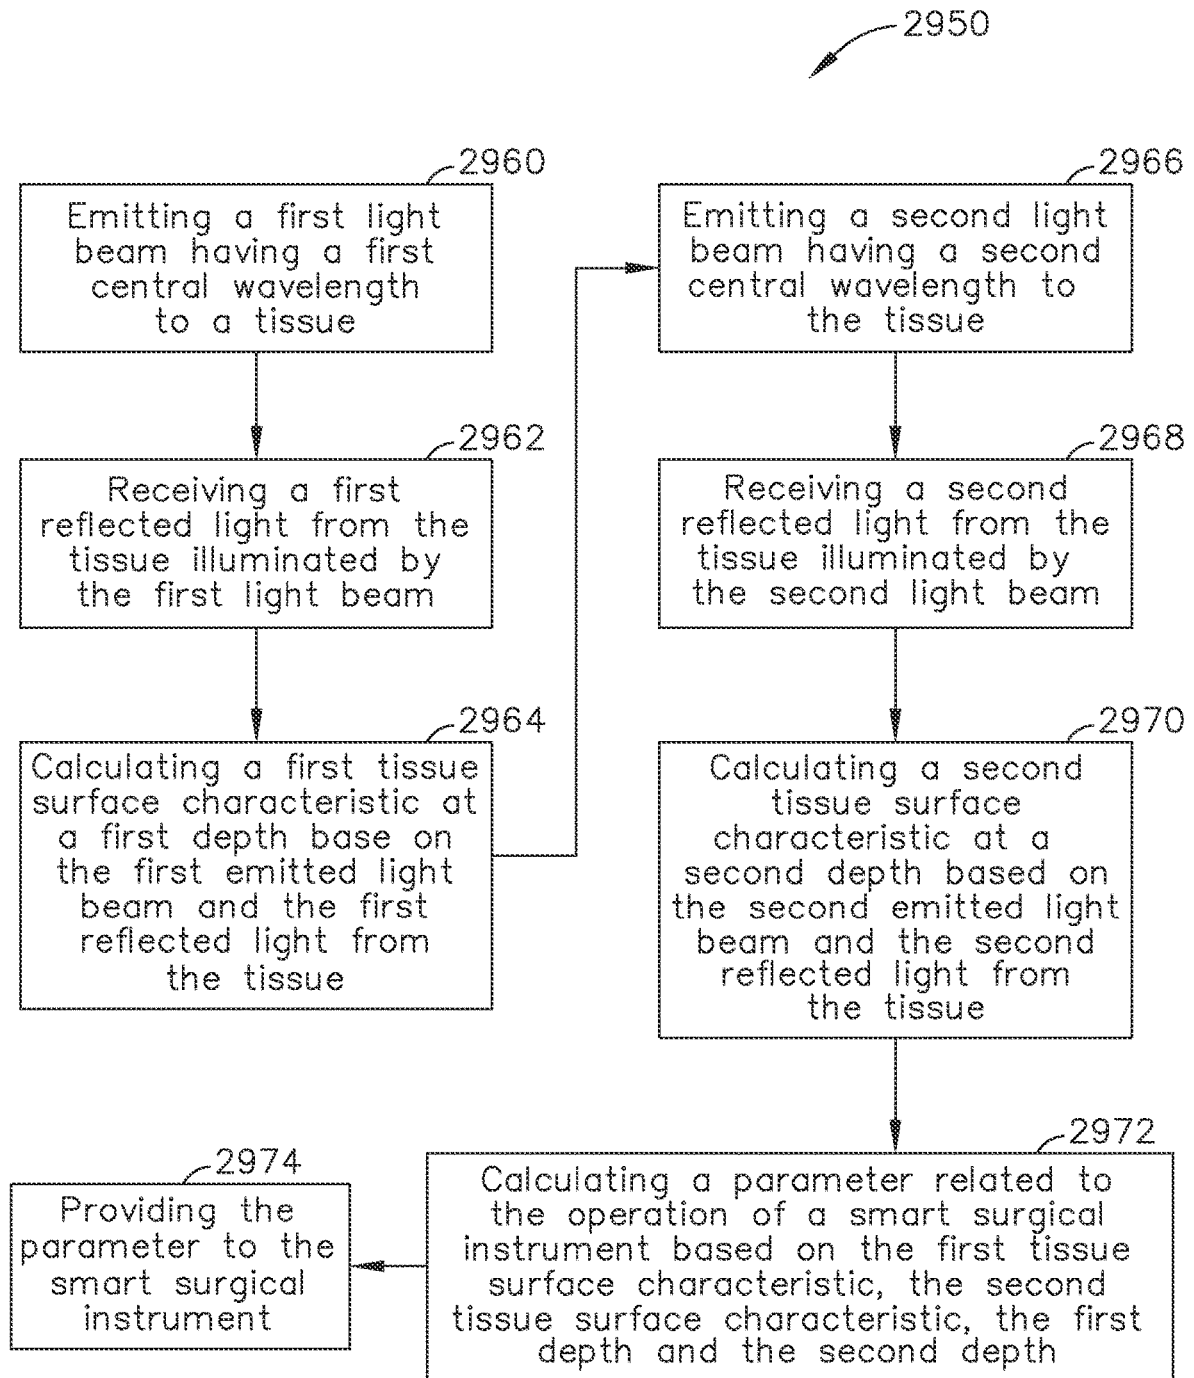 2950
2960
Emitting a first light
beam having a first
central wavelength
to a tissue
2962
Receiving a first
reflected light from the
tissue illuminated by
the first light beam
2964
Calculating a first tissue
surface characteristic at
a first depth base on
the first emitted light
beam and the first
reflected light from
the tissue
2966
Emitting a second light
beam having a second
central wavelength to
the tissue
2968
Receiving a second
reflected light from the
tissue illuminated by
the second light beam
2970
Calculating a second
tissue surface
characteristic at a
second depth based on
the second emitted light
beam and the second
reflected light from
the tissue
2972
Calculating a parameter related to
the operation of a smart surgical
instrument based on the first tissue
surface characteristic, the second
tissue surface characteristic, the first
depth and the second depth
2974
Providing the
parameter to the
smart surgical
instrument